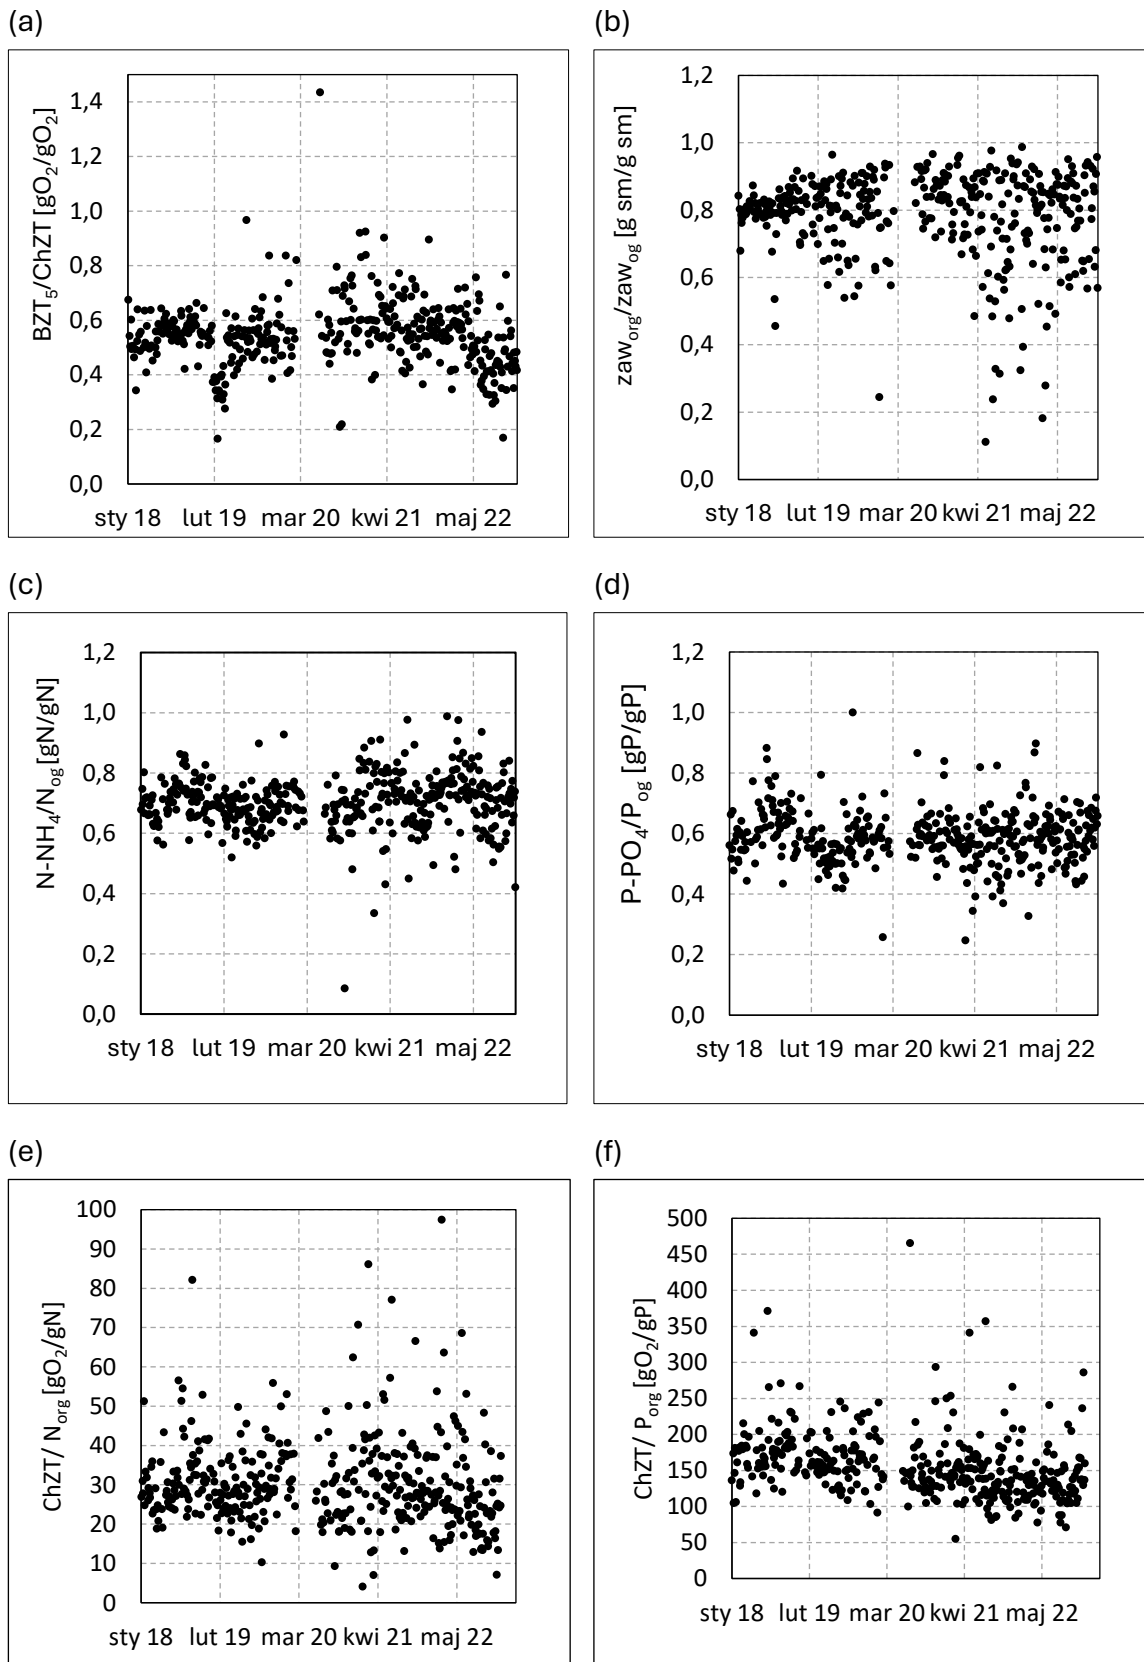 (a)
BZT5/ChZT [gO2/gO2]
1,4
1,2
1,0
0,8
0,6
0,4
0,2
0,0
sty 18 lut 19 mar 20 kwi 21 maj 22
(b)
zaworg/zawog [g sm/g sm]
1,2
1,0
0,8
0,6
0,4
0,2
0,0
sty 18 lut 19 mar 20 kwi 21 maj 22
(c)
N-NH4/Nog [gN/gN]
1,2
1,0
0,8
0,6
0,4
0,2
0,0
sty 18 lut 19 mar 20 kwi 21 maj 22
(d)
P-PO4/Pog [gP/gP]
1,2
1,0
0,8
0,6
0,4
0,2
0,0
sty 18 lut 19 mar 20 kwi 21 maj 22
(e)
ChZT/ Norg [gO2/gN]
100
90
80
70
60
50
40
30
20
10
0
sty 18 lut 19 mar 20 kwi 21 maj 22
(f)
ChZT/ Porg [gO2/gP]
500
450
400
350
300
250
200
150
100
50
0
sty 18 lut 19 mar 20 kwi 21 maj 22